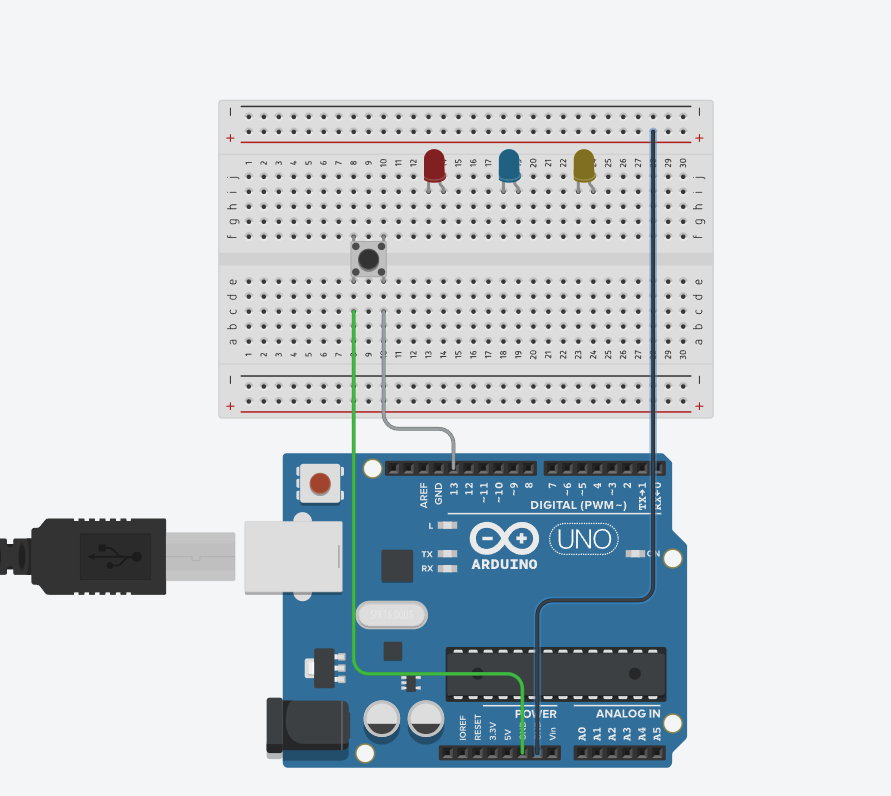 − −
+ +
1 2 3 4 5 6 7 8 9 10 11 12 13 15 16 17 18 19 20 21 22 23 25 26 27 29 30
j j
i i
h h
g g
f f
e e
d d
c c
b b
a a
1 2 3 4 5 6 7 8 9 10 11 12 13 14 15 16 17 18 19 20 21 22 23 24 25 26 27 29 30
− −
+ +
AREF GND 13 12 ~11 ~10 ~9 8 7 ~6 ~5 4 ~3 2 TX→1 RX←0
DIGITAL (PWM~)
L
TX
RX
UNO
ARDUINO
ON
POWER ANALOG IN
IOREF RESET 3.3V 5V GND Vin A0 A1 A2 A3 A4 A5